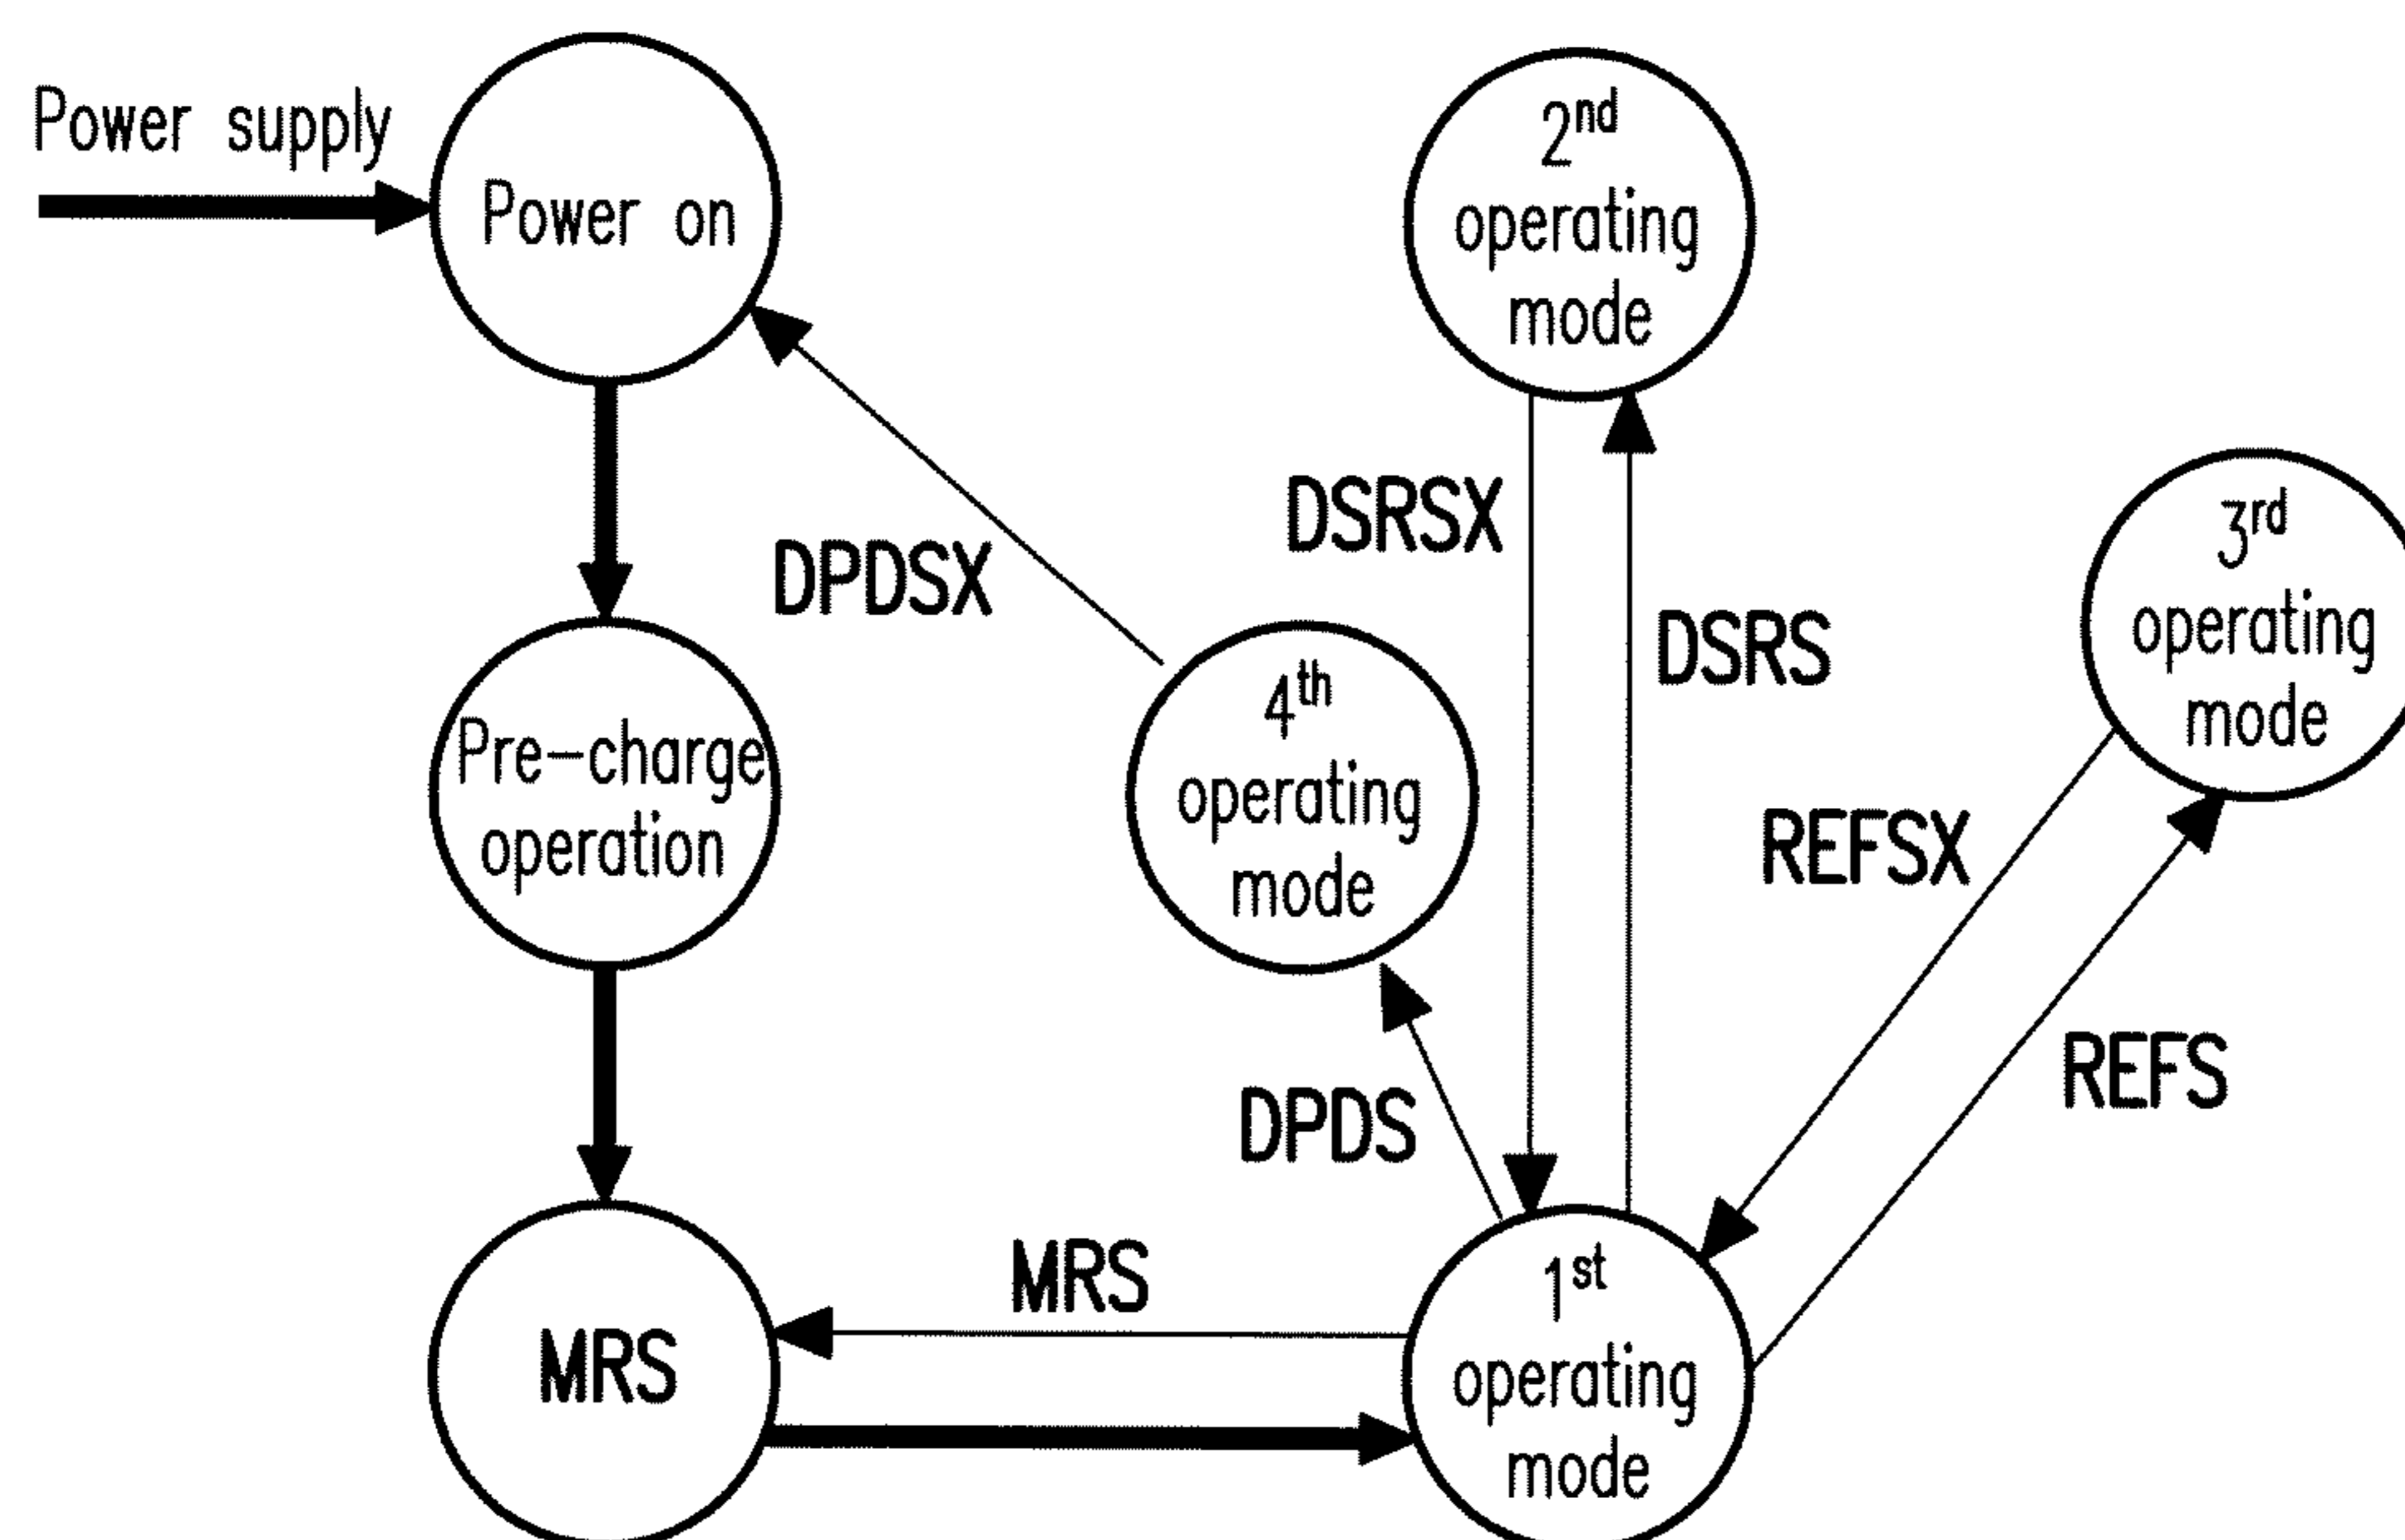 Power supply
Power on
2nd
operating
mode
DSRSX
DSRS
3rd
operating
mode
DPDSX
4th
operating
mode
Pre-charge
operation
REFSX
REFS
DPDS
MRS
MRS
1st
operating
mode